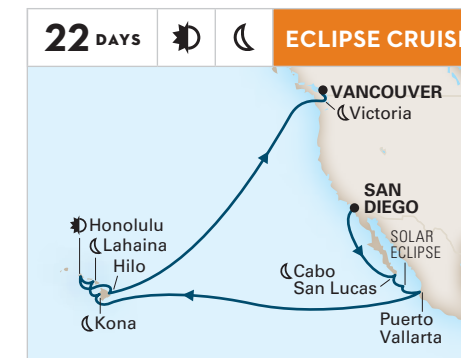 22 DAYS
ECLIPSE CRUIS
VANCOUVER
Victoria
SAN
DIEGO
SOLAR
ECLIPSE
Honolulu
Lahaina
Hilo
Cabo
San Lucas
Kona
Puerto
Vallarta